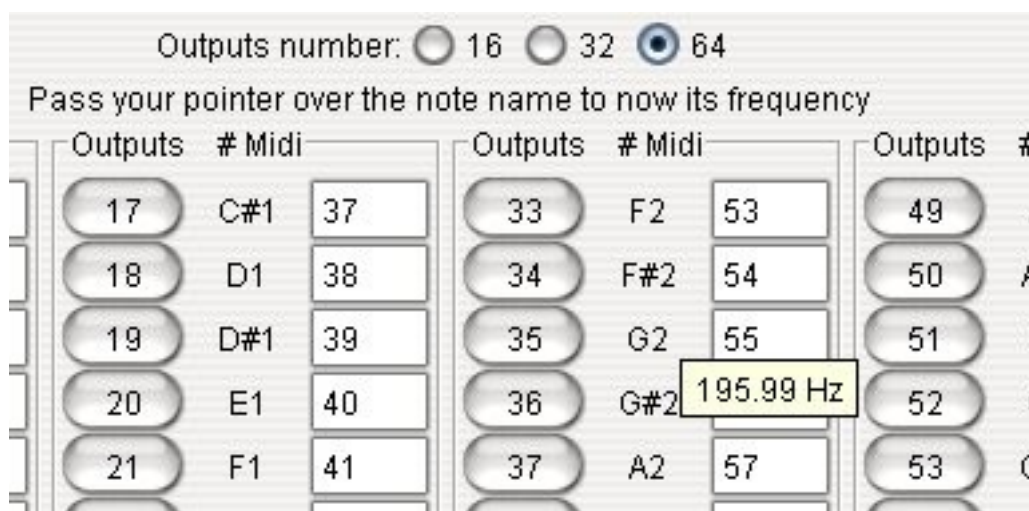 Outputs number: 16 32 64
Pass your pointer over the note name to now its frequency
Outputs # Midi Outputs # Midi Outputs #
17 C#1 37 33 F2 53 49
18 D1 38 34 F#2 54 50
19 D#1 39 35 G2 55 51
195.99 Hz
20 E1 40 36 G#2 52
21 F1 41 37 A2 57 53